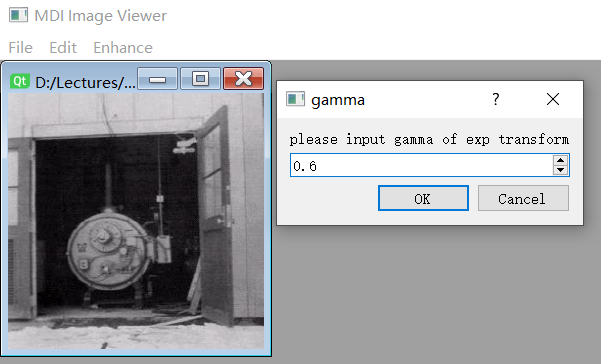 MDI Image Viewer
File Edit Enhance
Qt D:/Lectures/...
gamma ?
please input gamma of exp transform
0.6
OK Cancel